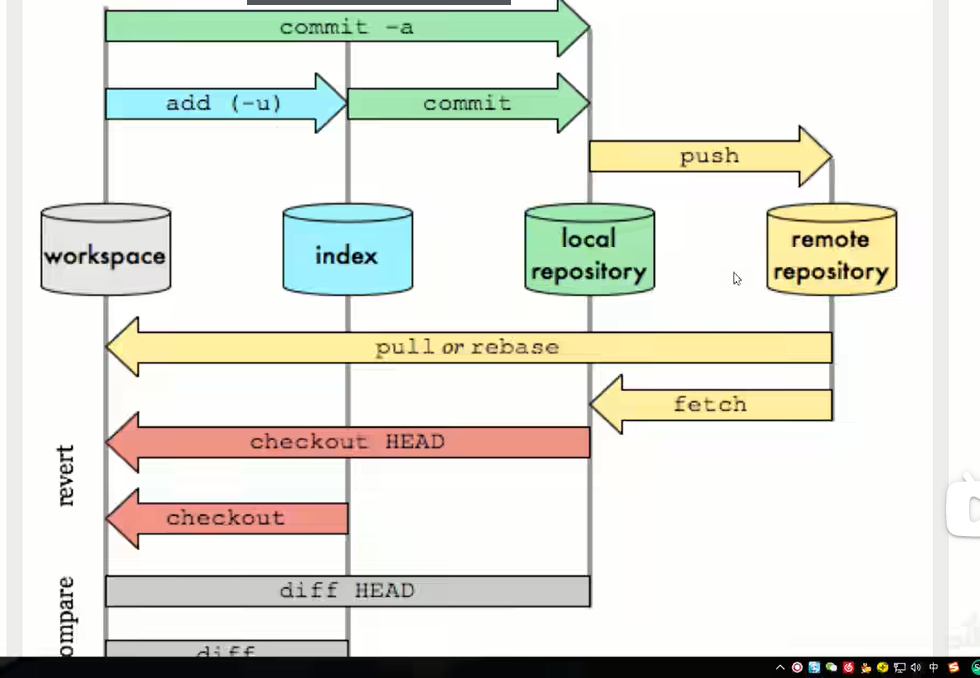 commit -a
add (-u)
commit
push
workspace
index
local
repository
remote
repository
pull or rebase
fetch
revert
checkout HEAD
checkout
ompare
diff HEAD
diff
中